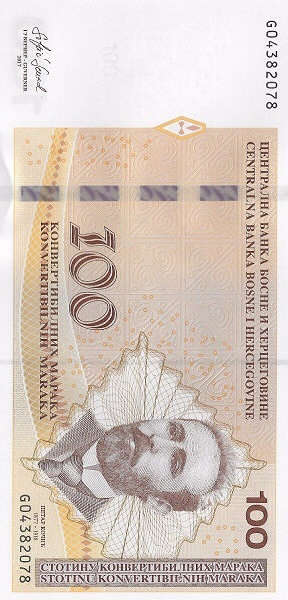 G04382078
ЦЕНТРАЛНА БАНКА БОСНЕ И ХЕРЦЕГОВИНЕ
CENTRALNA BANKA BOSNE I HERCEGOVINE
ГУВЕРНЕР - GUVERNER
2017
100
КОНВЕРТИБИЛНИХ МАРАКА
KONVERTIBILNIH MARAKA
100
ПЕТАР КОЧИЋ
1877 - 1916
G04382078
СТОТИНУ КОНВЕРТИБИЛНИХ МАРАКА
STOTINU KONVERTIBILNIH MARAKA